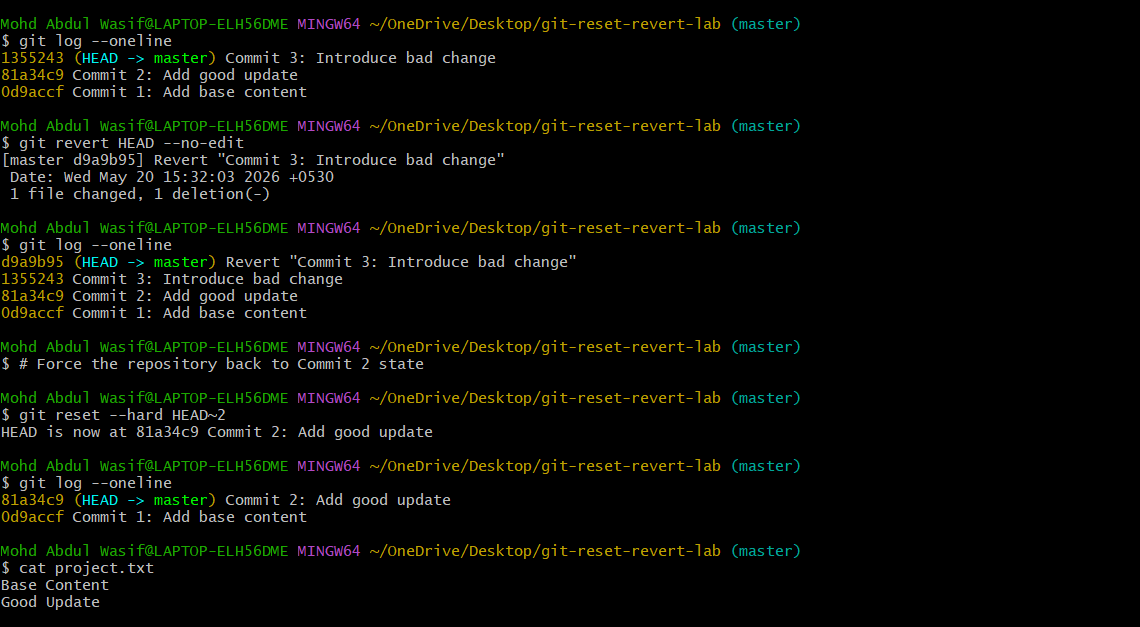 Mohd Abdul Wasif@LAPTOP-ELH56DME MINGW64 ~/OneDrive/Desktop/git-reset-revert-lab (master)
$ git log --oneline
1355243 (HEAD -> master) Commit 3: Introduce bad change
81a34c9 Commit 2: Add good update
0d9accf Commit 1: Add base content
Mohd Abdul Wasif@LAPTOP-ELH56DME MINGW64 ~/OneDrive/Desktop/git-reset-revert-lab (master)
$ git revert HEAD --no-edit
[master d9a9b95] Revert "Commit 3: Introduce bad change"
 Date: Wed May 20 15:32:03 2026 +0530
 1 file changed, 1 deletion(-)
Mohd Abdul Wasif@LAPTOP-ELH56DME MINGW64 ~/OneDrive/Desktop/git-reset-revert-lab (master)
$ git log --oneline
d9a9b95 (HEAD -> master) Revert "Commit 3: Introduce bad change"
1355243 Commit 3: Introduce bad change
81a34c9 Commit 2: Add good update
0d9accf Commit 1: Add base content
Mohd Abdul Wasif@LAPTOP-ELH56DME MINGW64 ~/OneDrive/Desktop/git-reset-revert-lab (master)
$ # Force the repository back to Commit 2 state
Mohd Abdul Wasif@LAPTOP-ELH56DME MINGW64 ~/OneDrive/Desktop/git-reset-revert-lab (master)
$ git reset --hard HEAD~2
HEAD is now at 81a34c9 Commit 2: Add good update
Mohd Abdul Wasif@LAPTOP-ELH56DME MINGW64 ~/OneDrive/Desktop/git-reset-revert-lab (master)
$ git log --oneline
81a34c9 (HEAD -> master) Commit 2: Add good update
0d9accf Commit 1: Add base content
Mohd Abdul Wasif@LAPTOP-ELH56DME MINGW64 ~/OneDrive/Desktop/git-reset-revert-lab (master)
$ cat project.txt
Base Content
Good Update